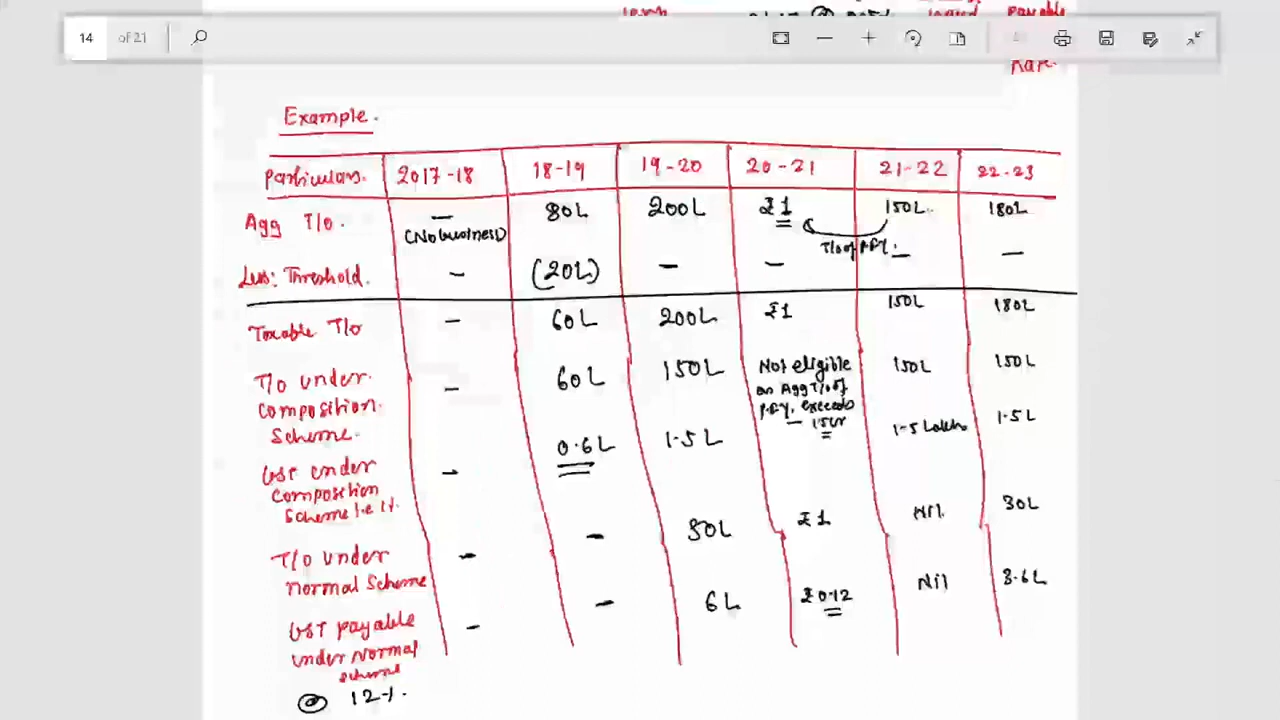 14 of 21
payable
Rate.
Example.
Particulars. 2017-18 18-19 19-20 20-21 21-22 22-23
Agg T/o. — 80L 200L ₹1 150L. 180L
(No business) T/o of P.F.Y.
Less: Threshold. — (20L) — — — —
Taxable T/o — 60L 200L ₹1 150L 180L
T/o under — 60L 150L Not eligible 150L 150L
composition. as Agg T/o of
scheme. P.F.Y. exceeds
— 1.5cr
GST under — 0.6L 1.5L 1.5 Lakhs 1.5L
composition
scheme i.e 1%.
T/o under — — 50L ₹1 Nil. 30L
normal scheme
GST payable — — 6L ₹0.12 Nil 3.6L
under normal
scheme
@ 12%.